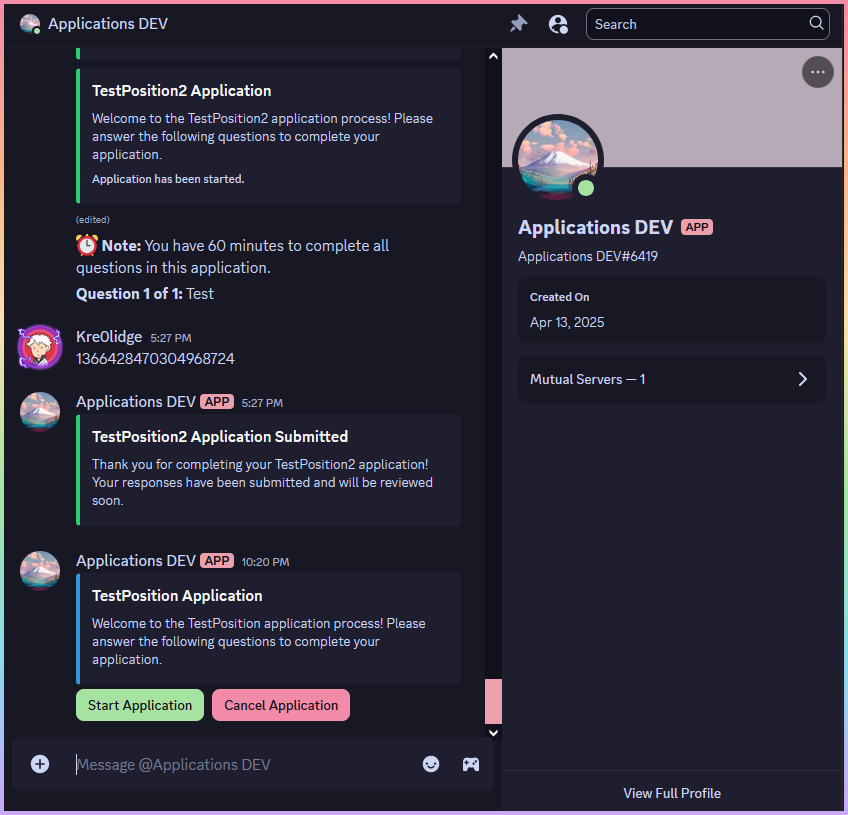 Applications DEV
Search
TestPosition2 Application
Welcome to the TestPosition2 application process! Please
answer the following questions to complete your
application.
Application has been started.
(edited)
⏰ Note: You have 60 minutes to complete all
questions in this application.
Question 1 of 1: Test
Kre0lidge 5:27 PM
1366428470304968724
Applications DEV APP 5:27 PM
TestPosition2 Application Submitted
Thank you for completing your TestPosition2 application!
Your responses have been submitted and will be reviewed
soon.
Applications DEV APP 10:20 PM
TestPosition Application
Welcome to the TestPosition application process! Please
answer the following questions to complete your
application.
Start Application Cancel Application
Message @Applications DEV
Applications DEV APP
Applications DEV#6419
Created On
Apr 13, 2025
Mutual Servers — 1
View Full Profile